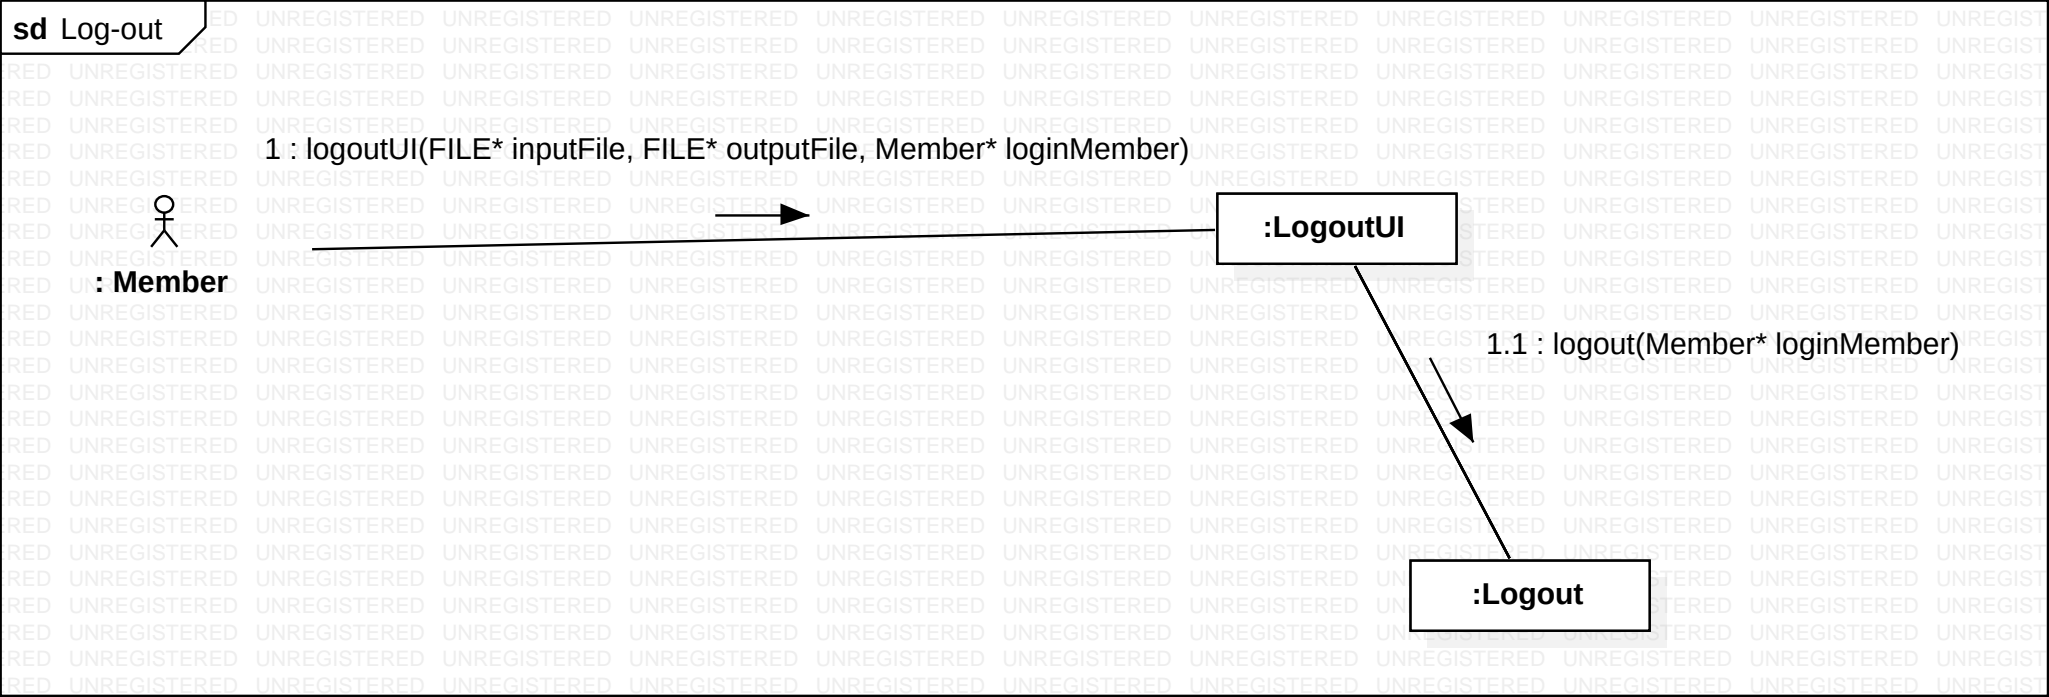 sd Log-out
1 : logoutUI(FILE* inputFile, FILE* outputFile, Member* loginMember)
:LogoutUI
: Member
1.1 : logout(Member* loginMember)
:Logout
UNREGISTERED